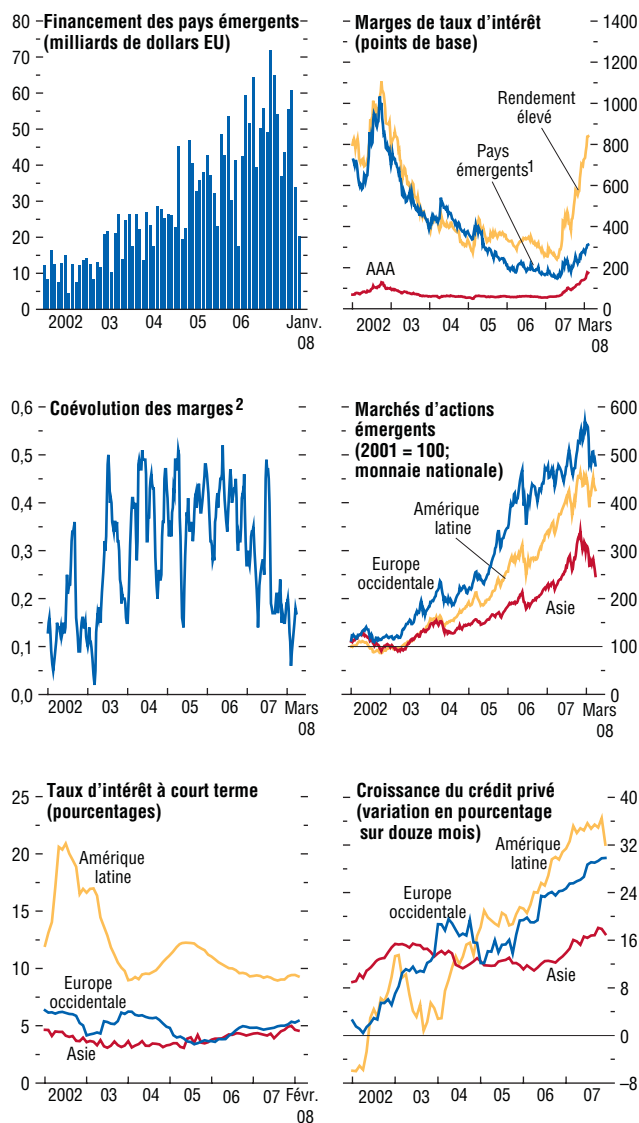 Financement des pays émergents
(milliards de dollars EU)
80
70
60
50
40
30
20
10
0
2002 03 04 05 06 Janv.
08
Marges de taux d'intérêt
(points de base)
1400
1200
1000
800
600
400
200
0
Rendement
élevé
Pays
émergents1
AAA
2002 03 04 05 06 07 Mars
08
Coévolution des marges2
0,6
0,5
0,4
0,3
0,2
0,1
0,0
2002 03 04 05 06 07 Mars
08
Marchés d'actions
émergents
(2001 = 100;
monnaie nationale)
600
500
400
300
200
100
0
Amérique
latine
Europe
occidentale
Asie
2002 03 04 05 06 07 Mars
08
Taux d'intérêt à court terme
(pourcentages)
25
20
15
10
5
0
Amérique
latine
Europe
occidentale
Asie
2002 03 04 05 06 07 Févr.
08
Croissance du crédit privé
(variation en pourcentage
sur douze mois)
40
32
24
16
8
0
–8
Amérique
latine
Europe
occidentale
Asie
2002 03 04 05 06 07